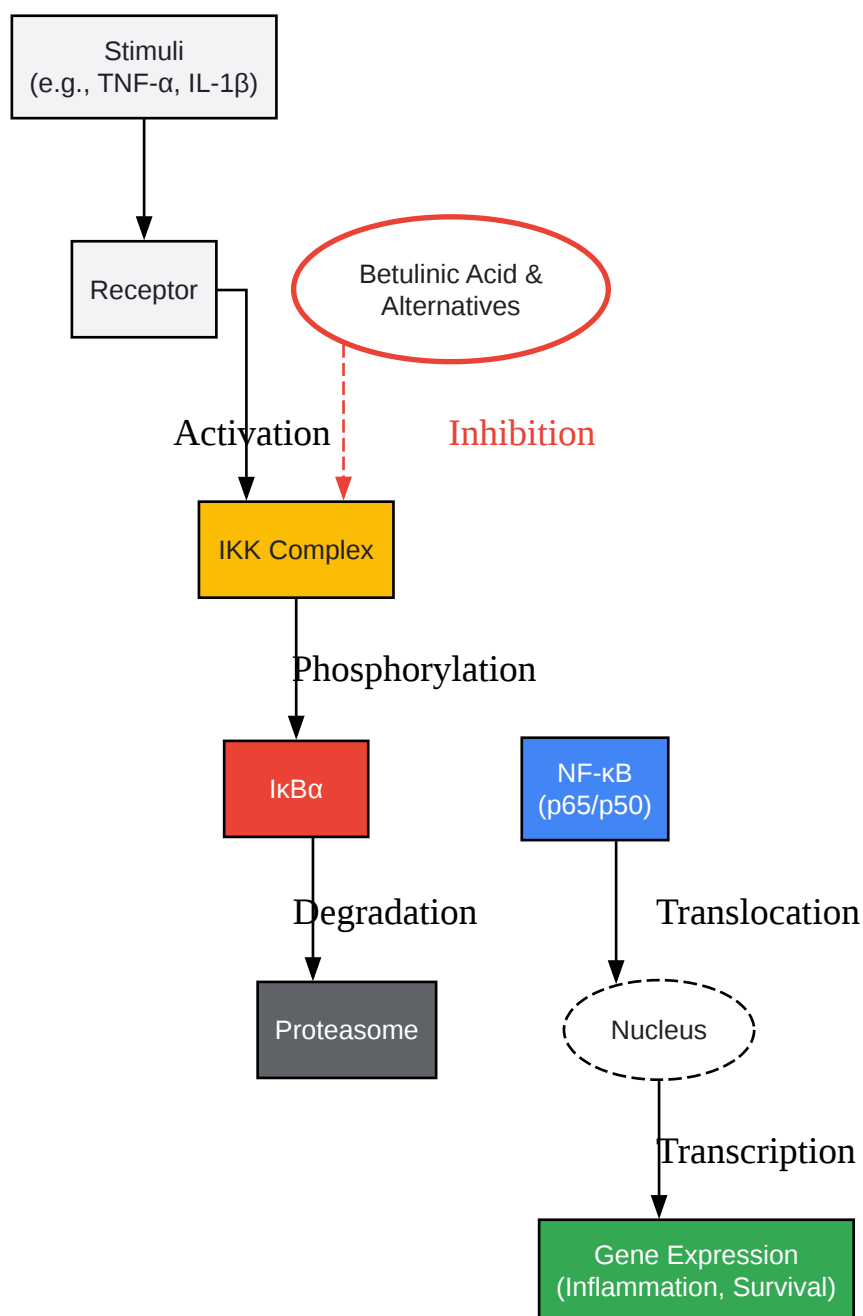 Stimuli
(e.g., TNF-α, IL-1β)
Receptor
Betulinic Acid &
Alternatives
Activation
Inhibition
IKK Complex
Phosphorylation
IκBα
NF-κB
(p65/p50)
Degradation
Translocation
Proteasome
Nucleus
Transcription
Gene Expression
(Inflammation, Survival)